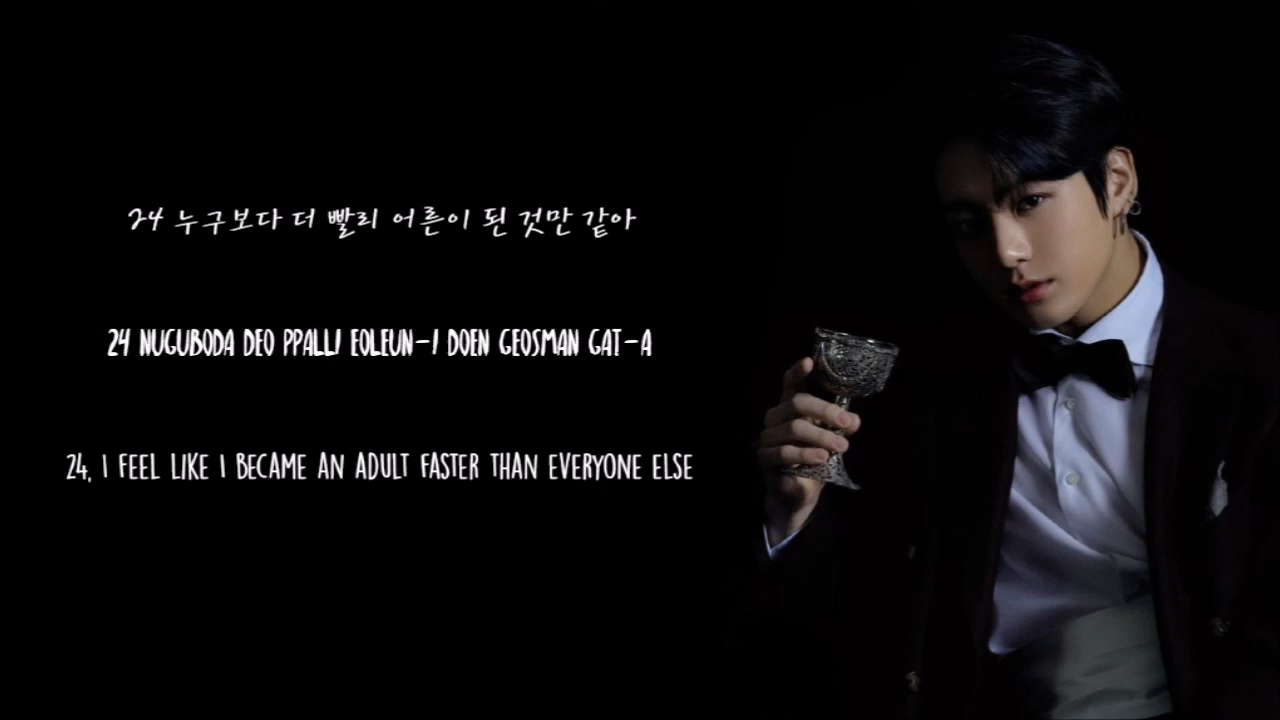 24 누구보다 더 빨리 어른이 된 것만 같아
24 NUGUBODA DEO PPALLI EOLEUN-I DOEN GEOSMAN GAT-A
24, I FEEL LIKE I BECAME AN ADULT FASTER THAN EVERYONE ELSE